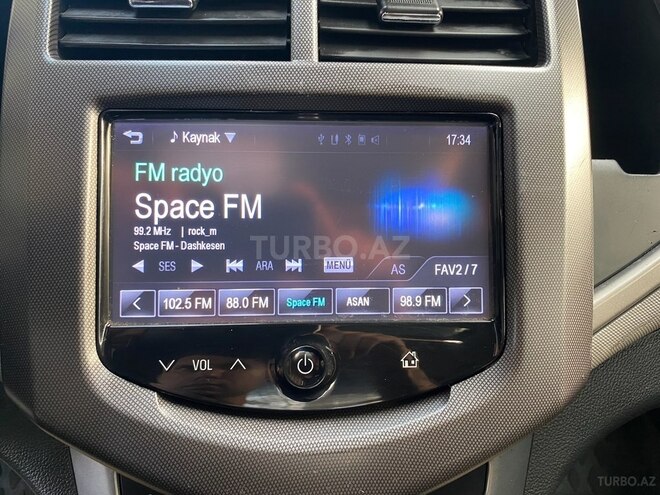 Kaynak
17:34
FM radyo
Space FM
99.2 MHz | rock_m
Space FM - Dashkesen
TURBO.AZ
SES ARA MENÜ AS FAV2 / 7
102.5 FM 88.0 FM Space FM ASAN 98.9 FM
VOL
TURBO.AZ